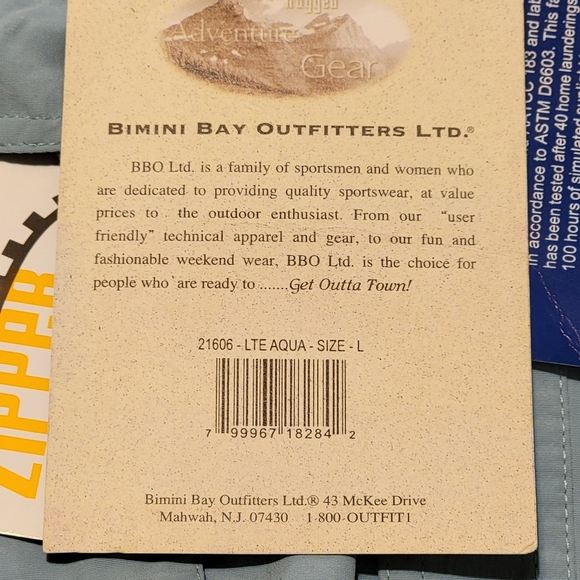 rugged
Adventure
Gear
BIMINI BAY OUTFITTERS LTD.®
BBO Ltd. is a family of sportsmen and women who
are dedicated to providing quality sportswear, at value
prices to the outdoor enthusiast. From our "user
friendly" technical apparel and gear, to our fun and
fashionable weekend wear, BBO Ltd. is the choice for
people who are ready to .......Get Outta Town!
21606 - LTE AQUA - SIZE - L
7 99967 18284 2
Bimini Bay Outfitters Ltd.® 43 McKee Drive
Mahwah, N.J. 07430 1-800-OUTFIT1
ZIPPER
183 and lab
in accordance to ASTM D6603. This fa
has been tested after 40 home launderings
100 hours of simulated